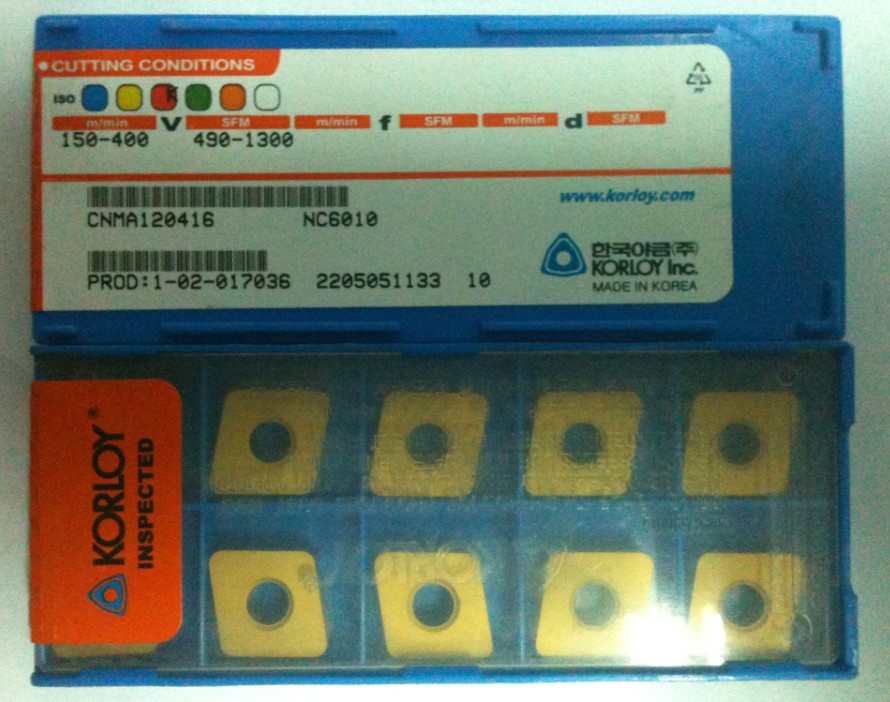 CUTTING CONDITIONS
ISO K
m/min V SFM m/min f SFM m/min d SFM
150-400 490-1300
www.korloy.com
CNMA120416 NC6010
한국야금(주)
KORLOY Inc.
PROD:1-02-017036 2205051133 10
MADE IN KOREA
KORLOY®
INSPECTED